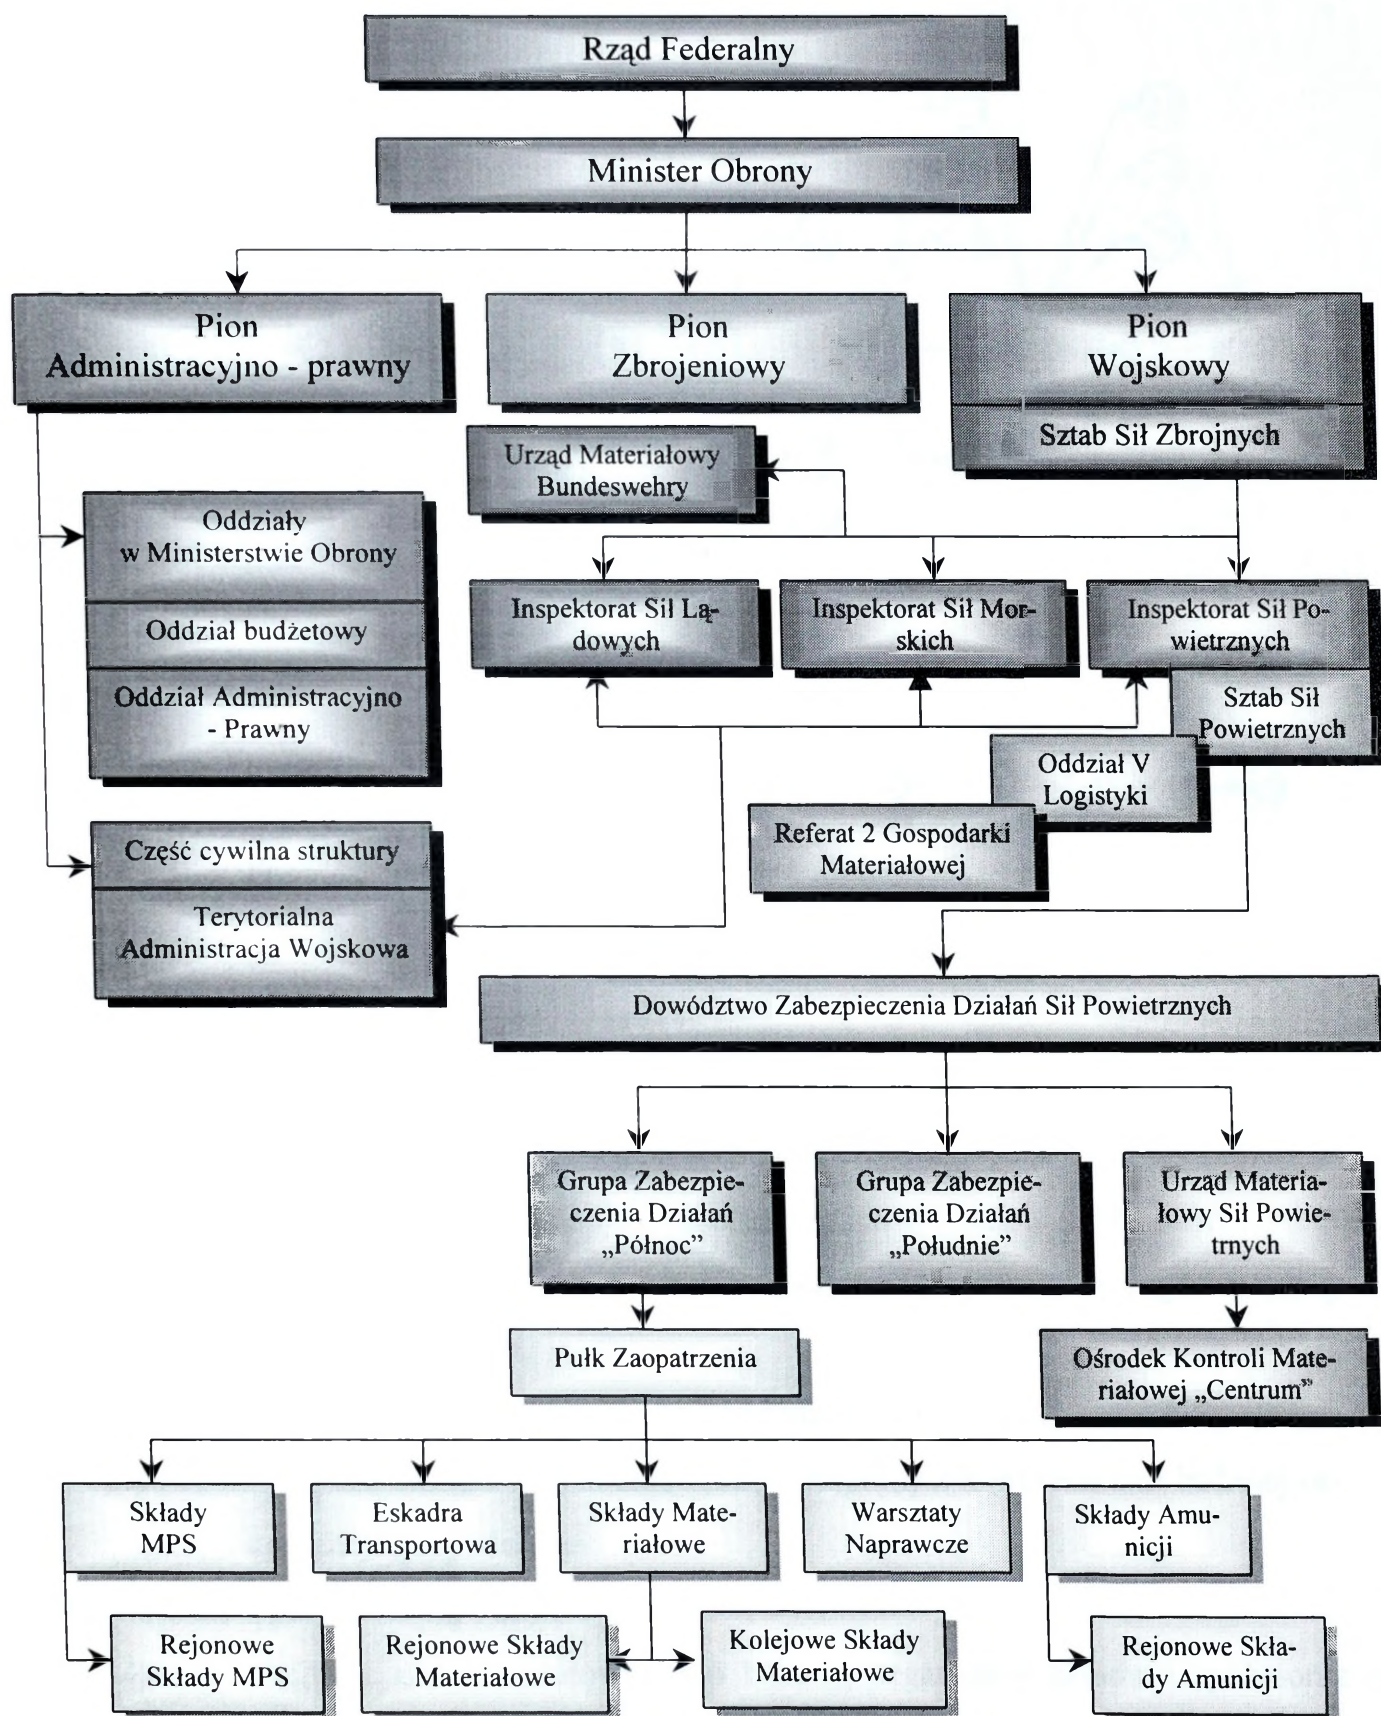 Rząd Federalny
Minister Obrony
Pion
Administracyjno - prawny
Pion
Zbrojeniowy
Pion
Wojskowy
Sztab Sił Zbrojnych
Urząd Materiałowy
Bundeswehry
Oddziały
w Ministerstwie Obrony
Oddział budżetowy
Oddział Administracyjno
- Prawny
Inspektorat Sił Lą-
dowych
Inspektorat Sił Mor-
skich
Inspektorat Sił Po-
wietrznych
Sztab Sił
Powietrznych
Oddział V
Logistyki
Referat 2 Gospodarki
Materiałowej
Część cywilna struktury
Terytorialna
Administracja Wojskowa
Dowództwo Zabezpieczenia Działań Sił Powietrznych
Grupa Zabezpie-
czenia Działań
„Północ”
Grupa Zabezpie-
czenia Działań
„Południe”
Urząd Materia-
łowy Sił Powie-
trnych
Pułk Zaopatrzenia
Ośrodek Kontroli Mate-
riałowej „Centrum”
Składy
MPS
Eskadra
Transportowa
Składy Mate-
riałowe
Warsztaty
Naprawcze
Składy Amu-
nicji
Rejonowe
Składy MPS
Rejonowe Składy
Materiałowe
Kolejowe Składy
Materiałowe
Rejonowe Skła-
dy Amunicji